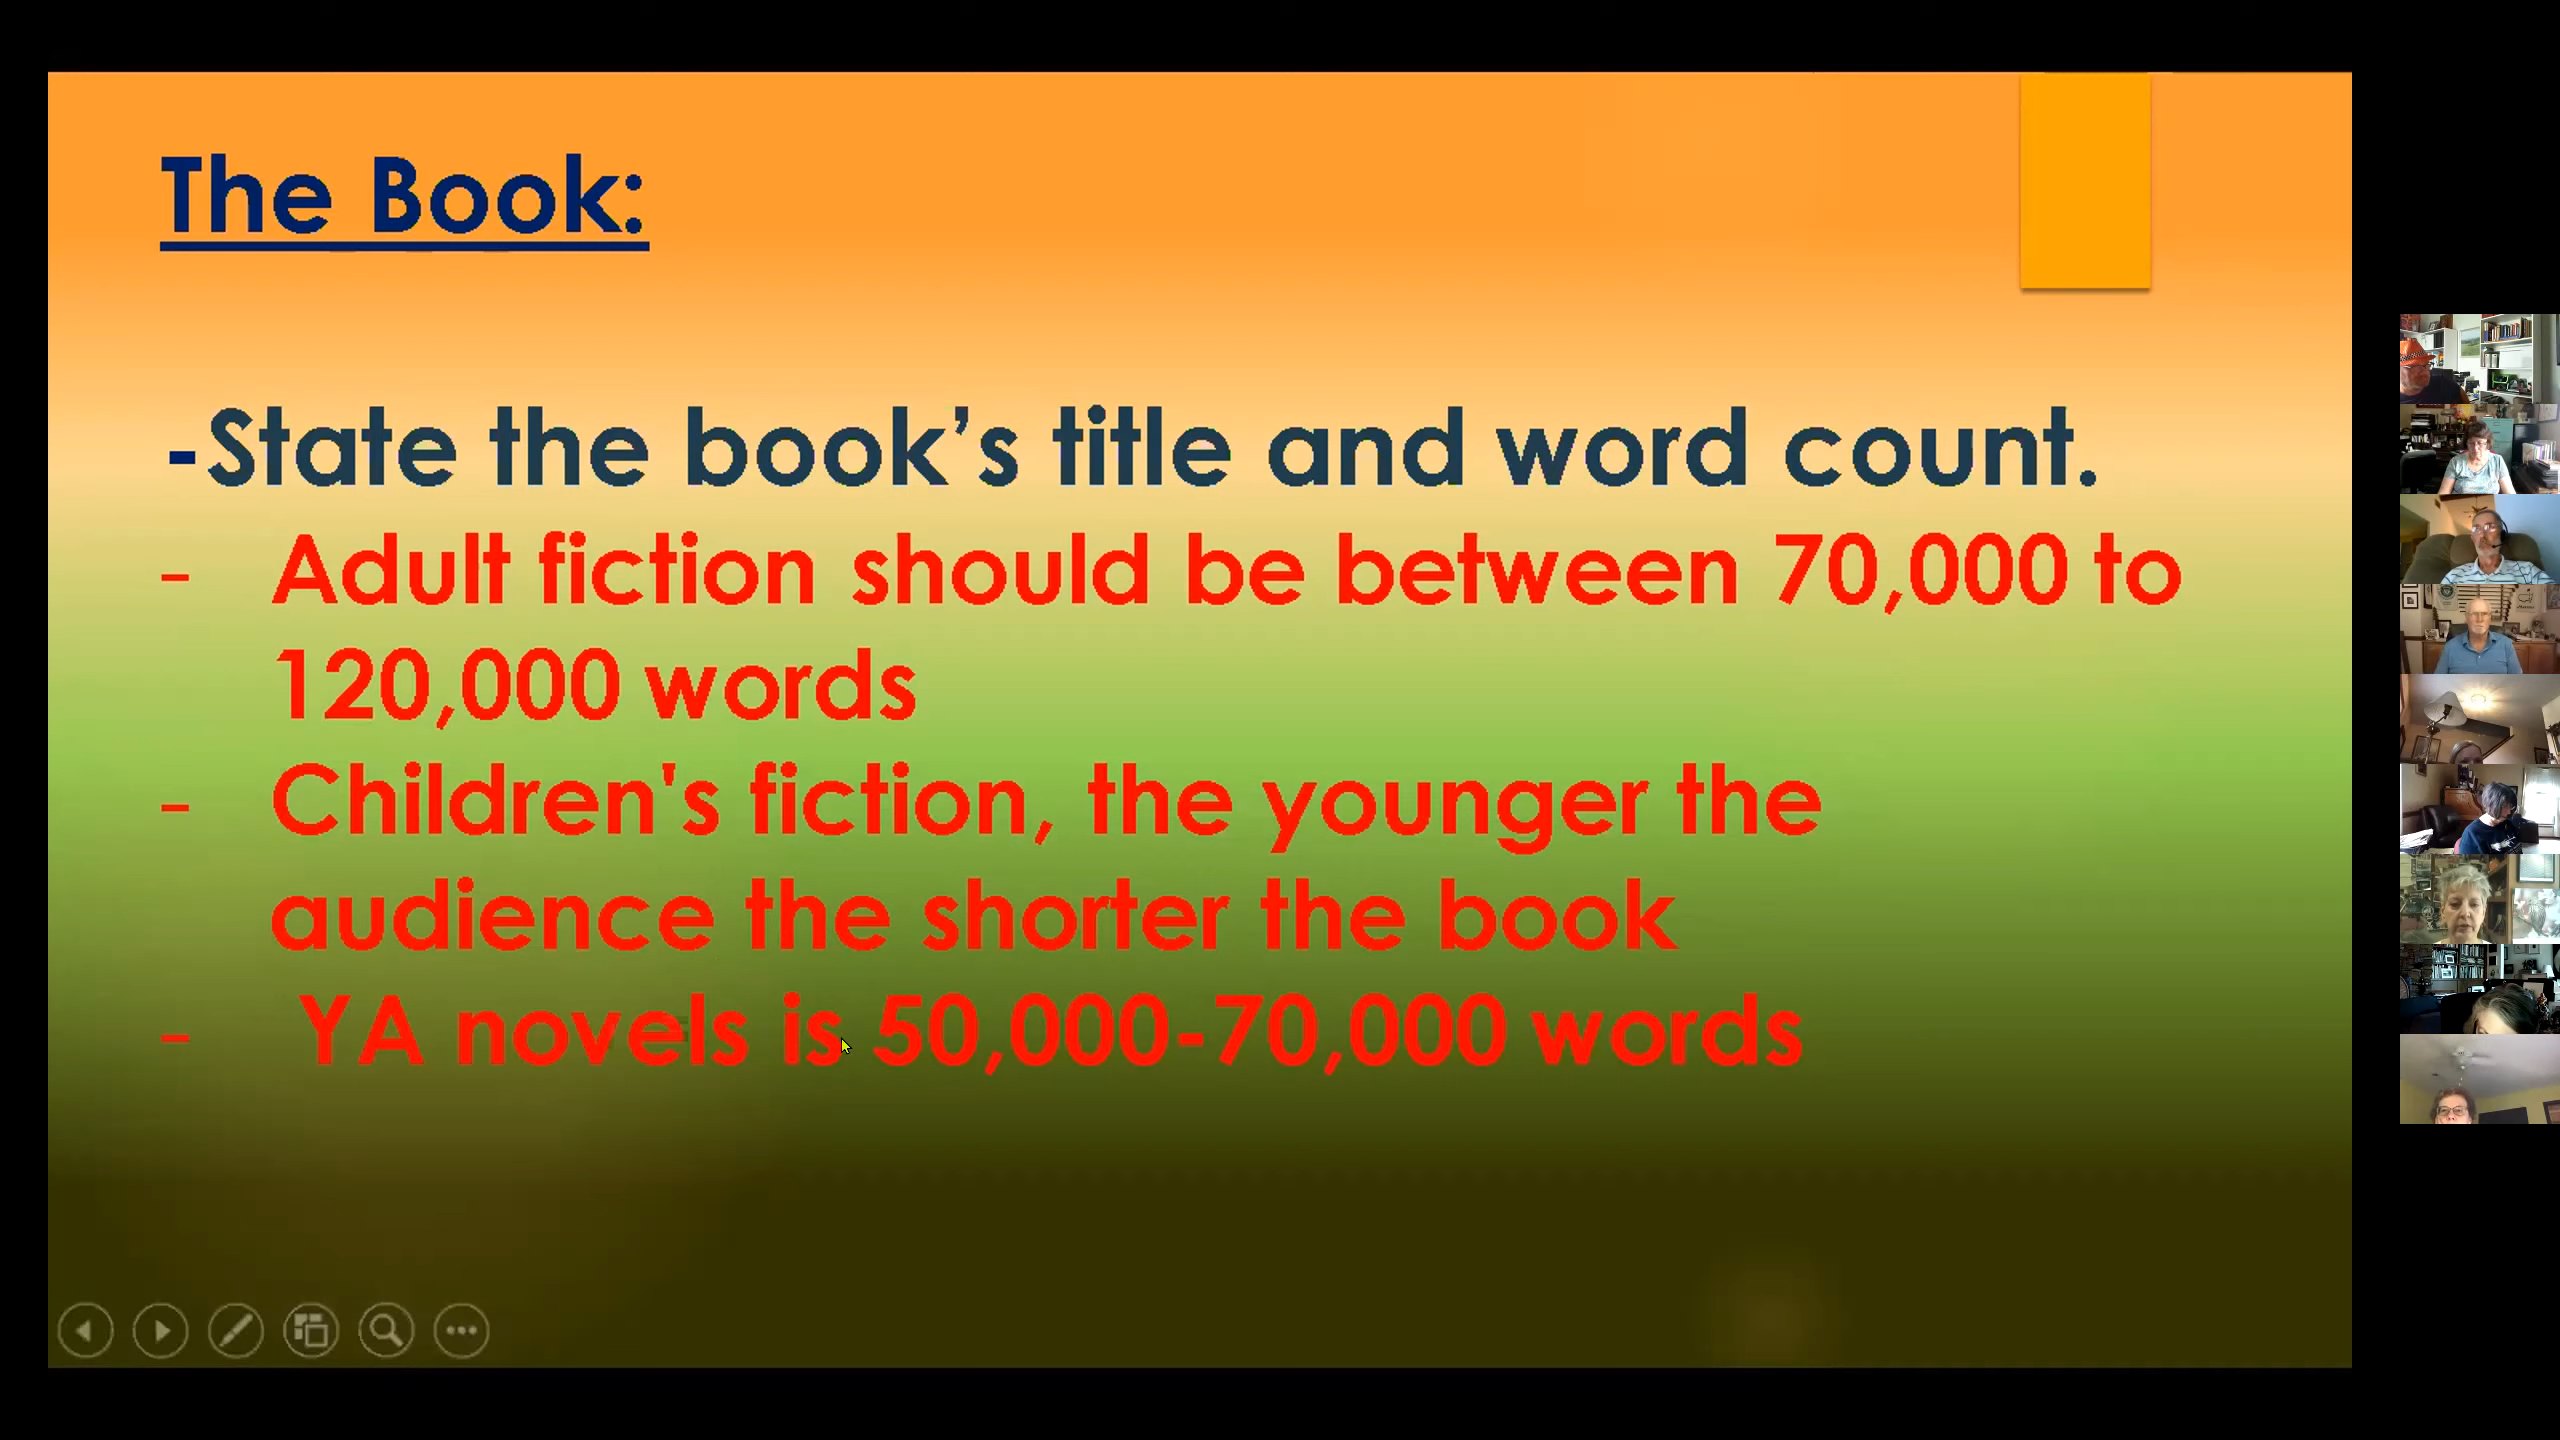 The Book:
-State the book’s title and word count.
- Adult fiction should be between 70,000 to
120,000 words
- Children's fiction, the younger the
audience the shorter the book
- YA novels is 50,000-70,000 words